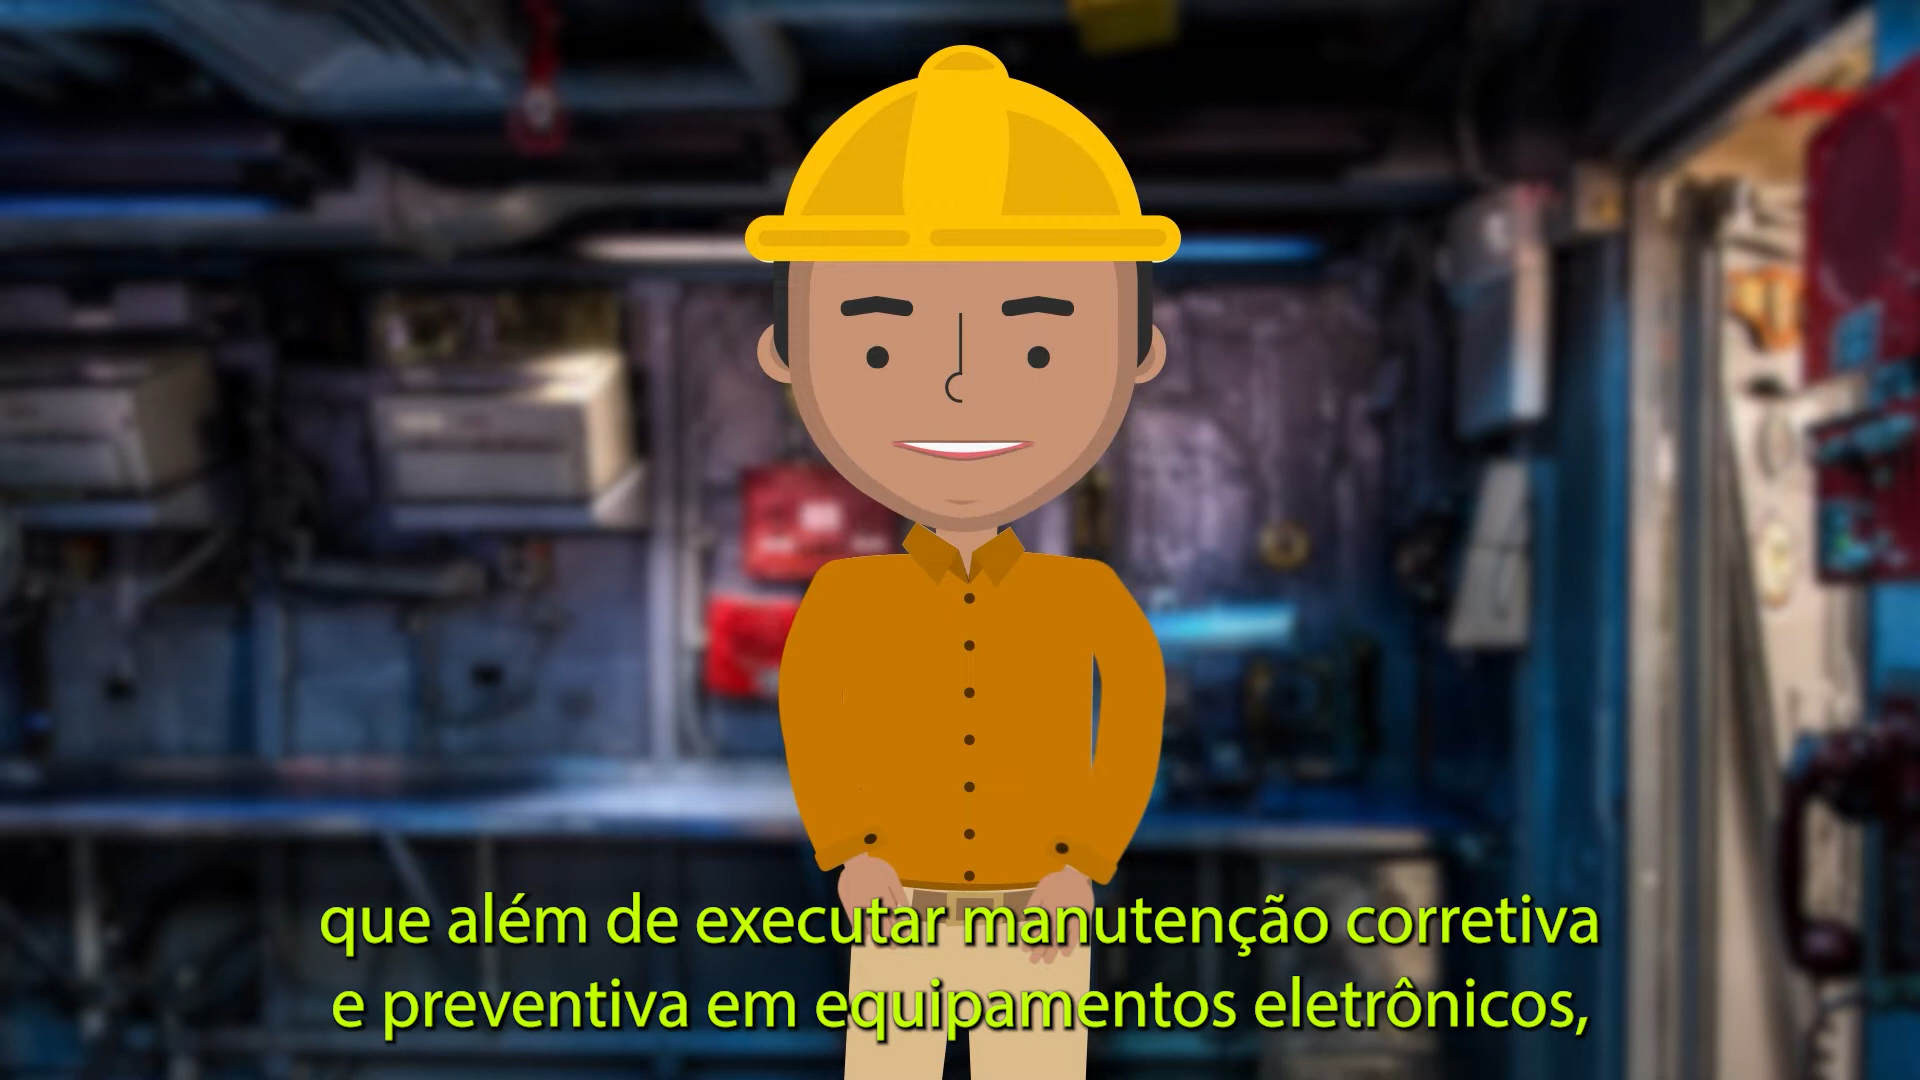 que além de executar manutenção corretiva
e preventiva em equipamentos eletrônicos,